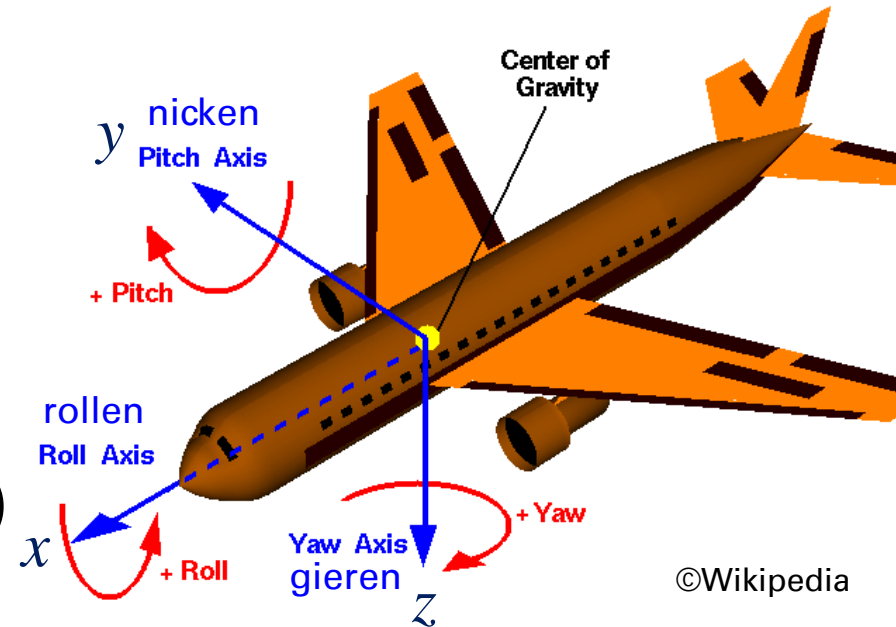 Center of
Gravity
y
nicken
Pitch Axis
+ Pitch
rollen
Roll Axis
)
x
+ Roll
+ Yaw
Yaw Axis
gieren
z
©Wikipedia